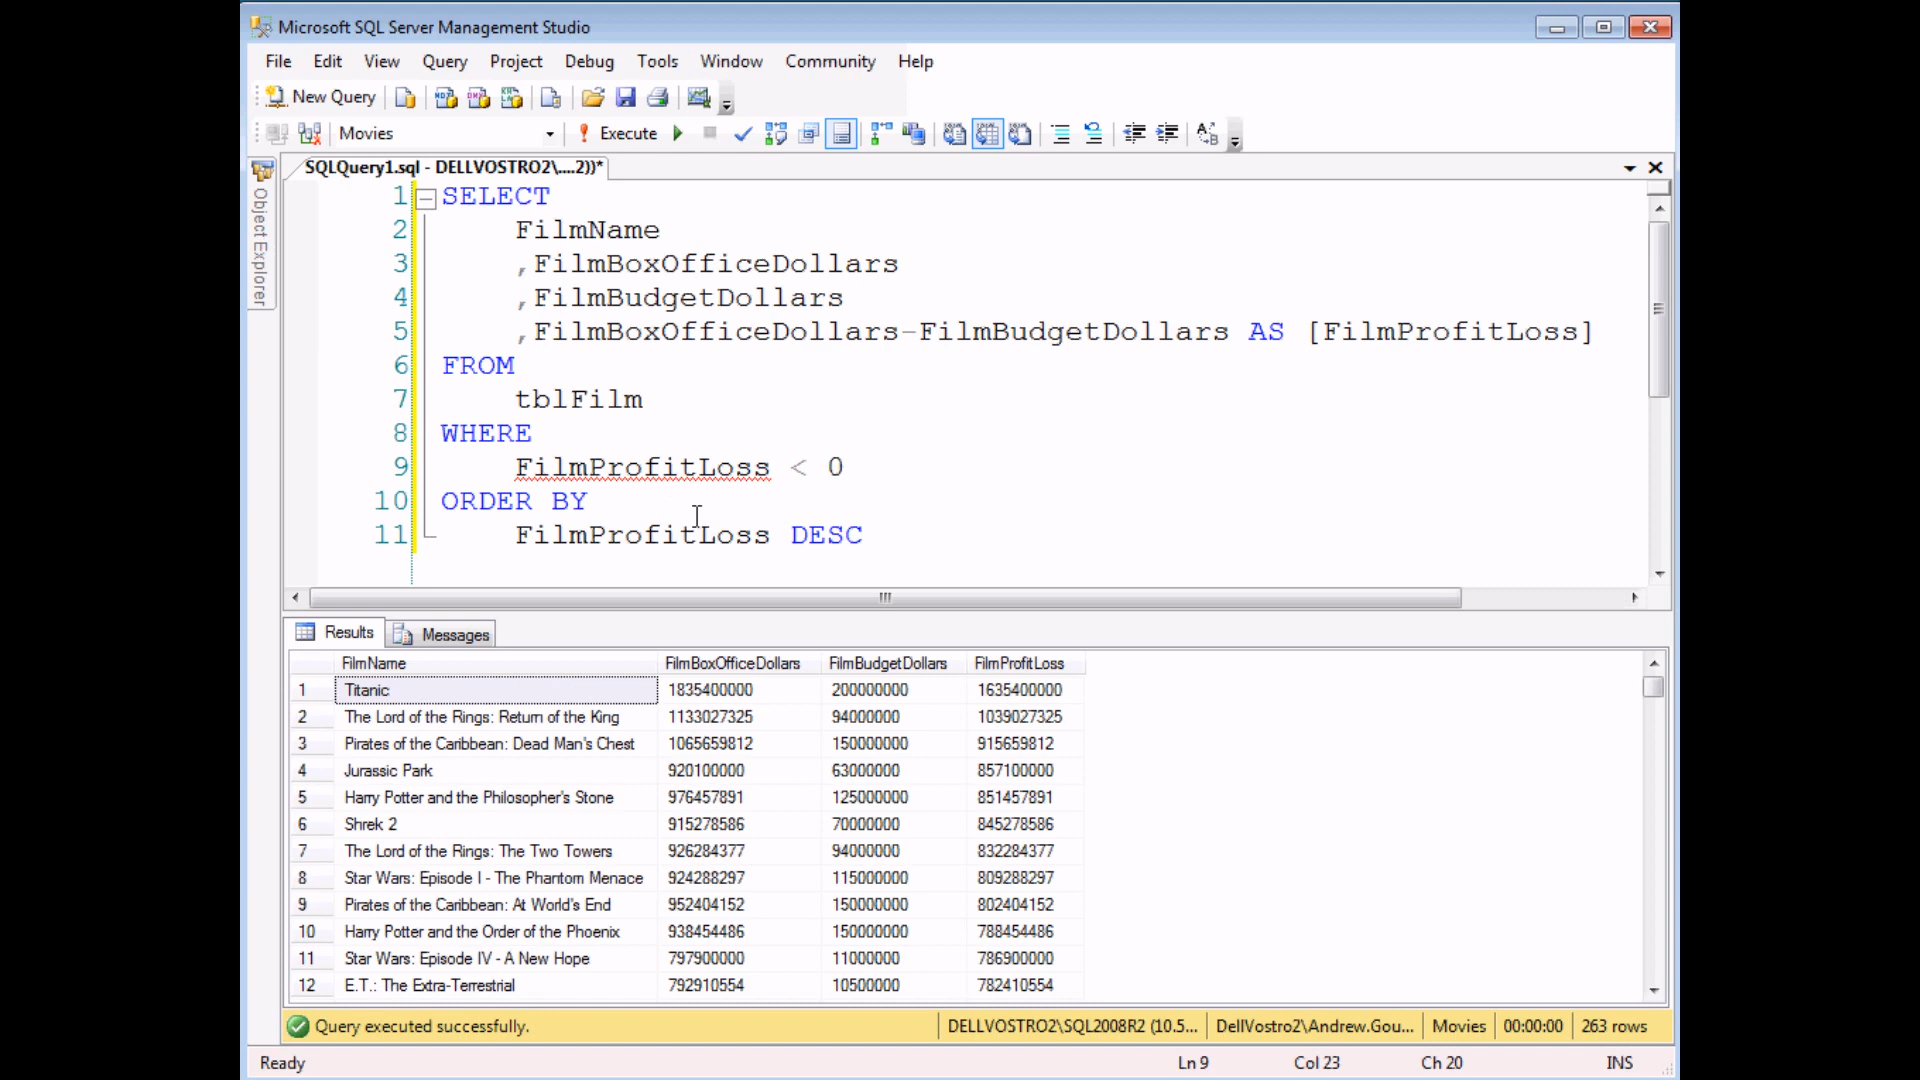 Microsoft SQL Server Management Studio
File Edit View Query Project Debug Tools Window Community Help
New Query
Movies Execute
SQLQuery1.sql - DELLVOSTRO2\....2))*
Object Explorer
1 SELECT
2 FilmName
3 ,FilmBoxOfficeDollars
4 ,FilmBudgetDollars
5 ,FilmBoxOfficeDollars-FilmBudgetDollars AS [FilmProfitLoss]
6 FROM
7 tblFilm
8 WHERE
9 FilmProfitLoss < 0
10 ORDER BY
11 FilmProfitLoss DESC
Results Messages
FilmName FilmBoxOfficeDollars FilmBudgetDollars FilmProfitLoss
1 Titanic 1835400000 200000000 1635400000
2 The Lord of the Rings: Return of the King 1133027325 94000000 1039027325
3 Pirates of the Caribbean: Dead Man's Chest 1065659812 150000000 915659812
4 Jurassic Park 920100000 63000000 857100000
5 Harry Potter and the Philosopher's Stone 976457891 125000000 851457891
6 Shrek 2 915278586 70000000 845278586
7 The Lord of the Rings: The Two Towers 926284377 94000000 832284377
8 Star Wars: Episode I - The Phantom Menace 924288297 115000000 809288297
9 Pirates of the Caribbean: At World's End 952404152 150000000 802404152
10 Harry Potter and the Order of the Phoenix 938454486 150000000 788454486
11 Star Wars: Episode IV - A New Hope 797900000 11000000 786900000
12 E.T.: The Extra-Terrestrial 792910554 10500000 782410554
Query executed successfully. DELLVOSTRO2\SQL2008R2 (10.5... DellVostro2\Andrew.Gou... Movies 00:00:00 263 rows
Ready Ln 9 Col 23 Ch 20 INS